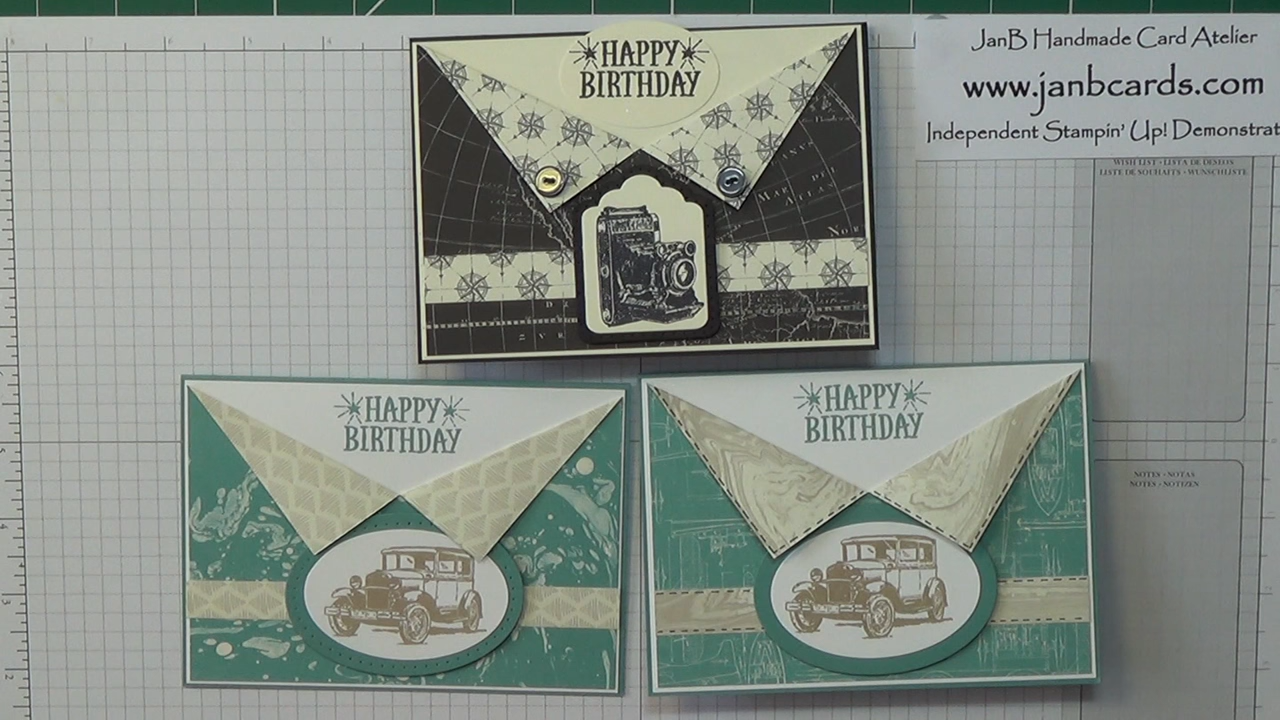 JanB Handmade Card Atelier
www.janbcards.com
Independent Stampin' Up! Demonstrat
WISH LIST • LISTA DE DESEOS
LISTE DE SOUHAITS • WUNSCHLISTE
HAPPY
BIRTHDAY
HAPPY
BIRTHDAY
HAPPY
BIRTHDAY
NOTES • NOTAS
NOTES • NOTIZEN